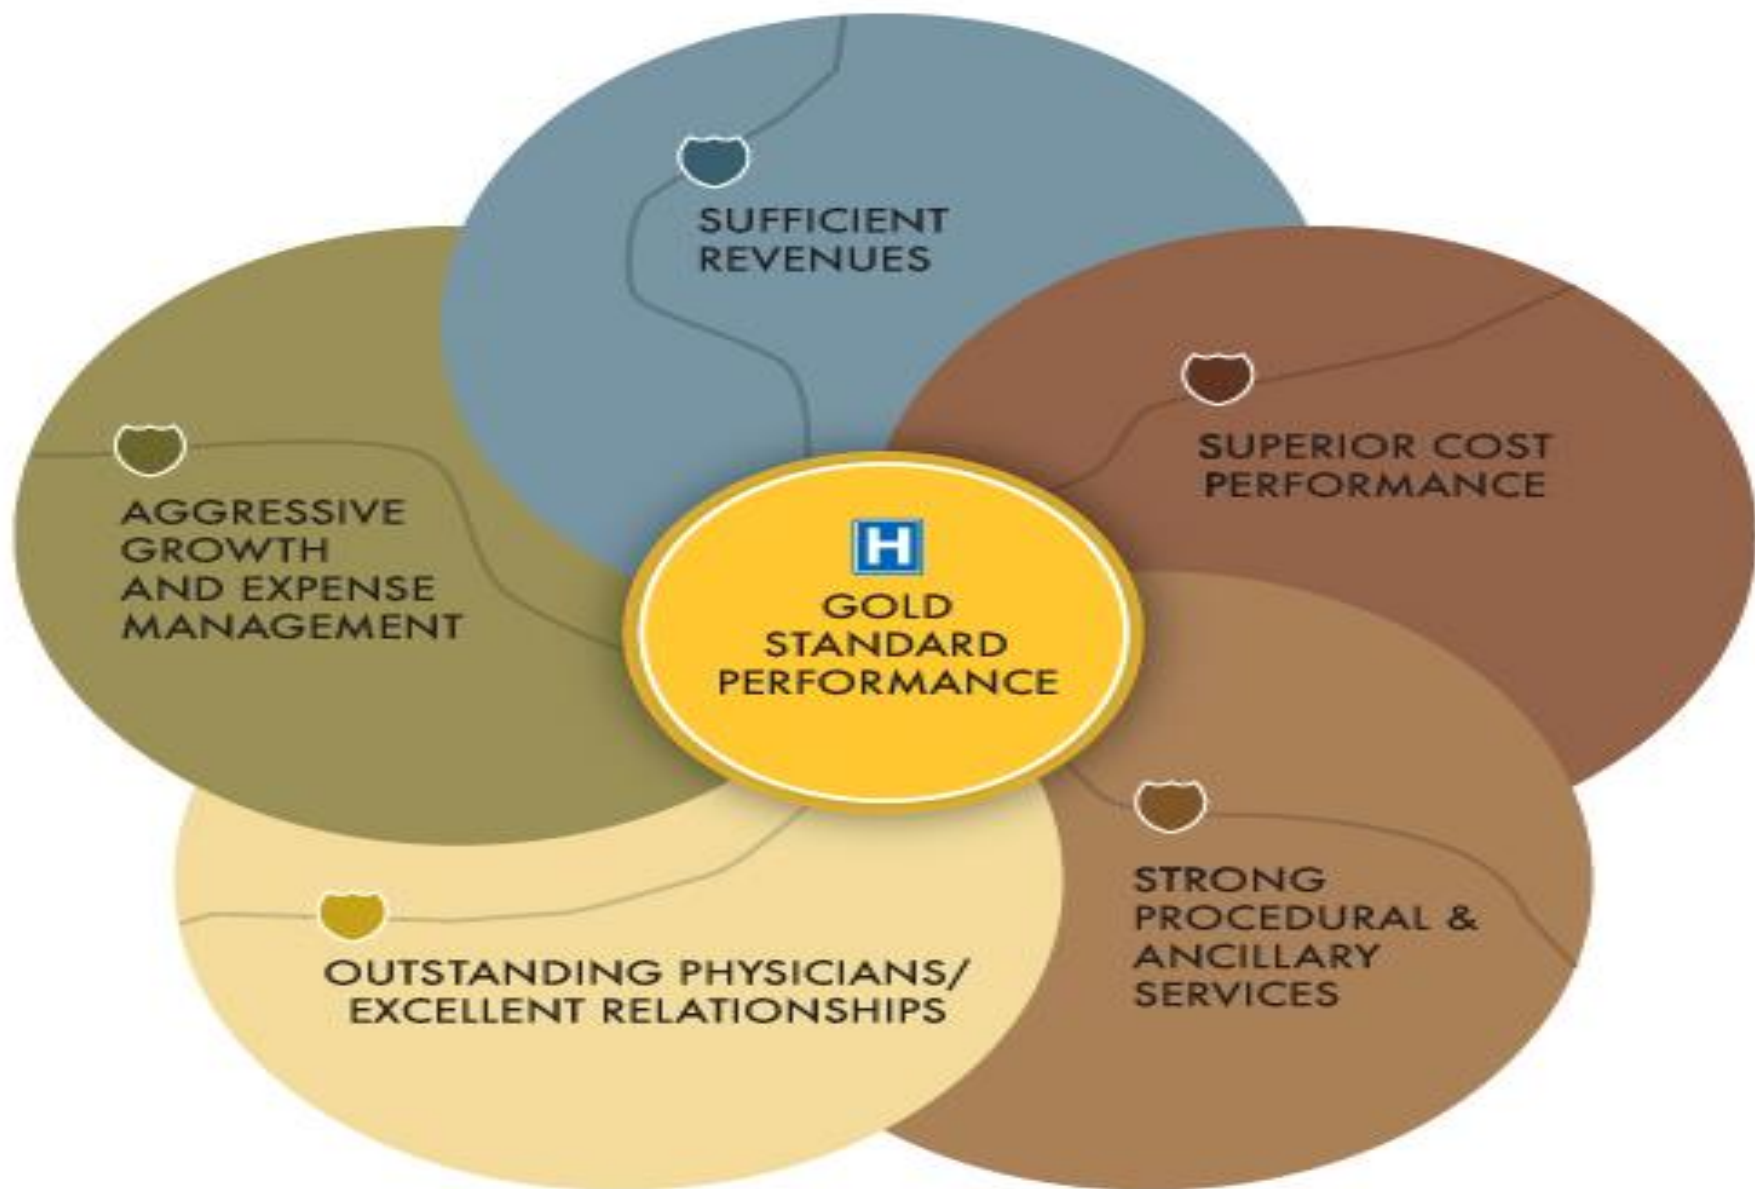 SUFFICIENT
REVENUES
SUPERIOR COST
PERFORMANCE
AGGRESSIVE
GROWTH
AND EXPENSE
MANAGEMENT
H
GOLD
STANDARD
PERFORMANCE
STRONG
PROCEDURAL &
ANCILLARY
SERVICES
OUTSTANDING PHYSICIANS/
EXCELLENT RELATIONSHIPS